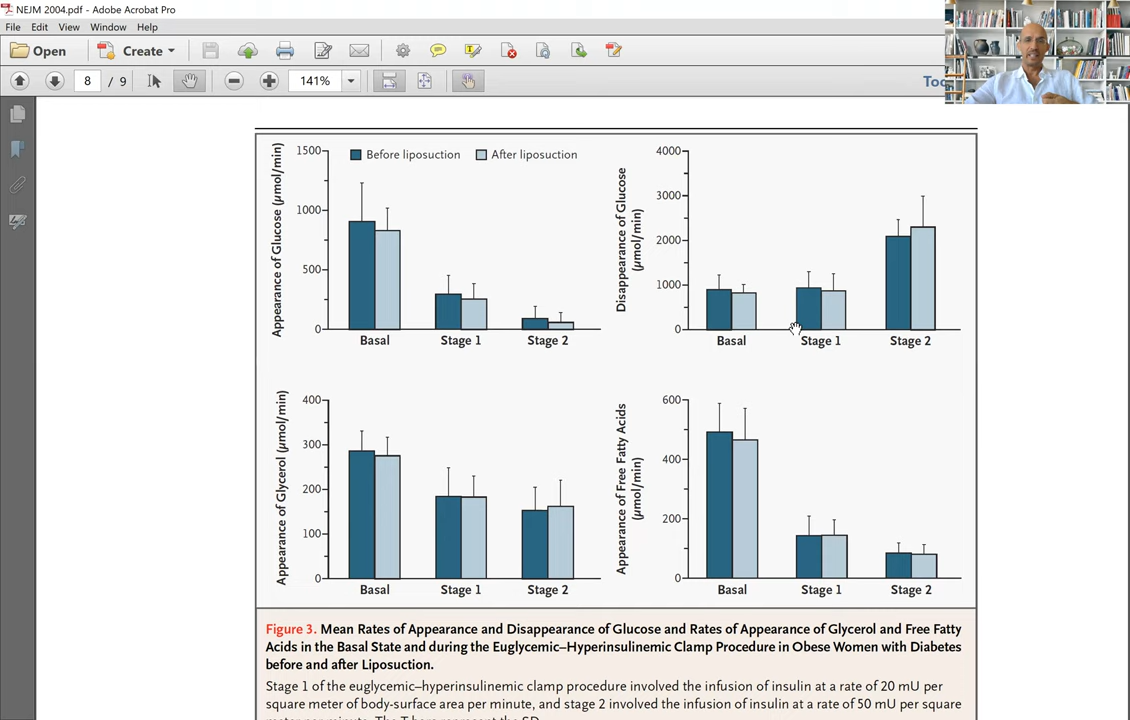 NEJM 2004.pdf - Adobe Acrobat Pro
File Edit View Window Help
Open Create
8 / 9 141%
Before liposuction After liposuction
Appearance of Glucose (µmol/min)
1500
1000
500
0
Basal Stage 1 Stage 2
Disappearance of Glucose
(µmol/min)
4000
3000
2000
1000
0
Basal Stage 1 Stage 2
Appearance of Glycerol (µmol/min)
400
300
200
100
0
Basal Stage 1 Stage 2
Appearance of Free Fatty Acids
(µmol/min)
600
400
200
0
Basal Stage 1 Stage 2
Figure 3. Mean Rates of Appearance and Disappearance of Glucose and Rates of Appearance of Glycerol and Free Fatty
Acids in the Basal State and during the Euglycemic–Hyperinsulinemic Clamp Procedure in Obese Women with Diabetes
before and after Liposuction.
Stage 1 of the euglycemic–hyperinsulinemic clamp procedure involved the infusion of insulin at a rate of 20 mU per
square meter of body-surface area per minute, and stage 2 involved the infusion of insulin at a rate of 50 mU per square